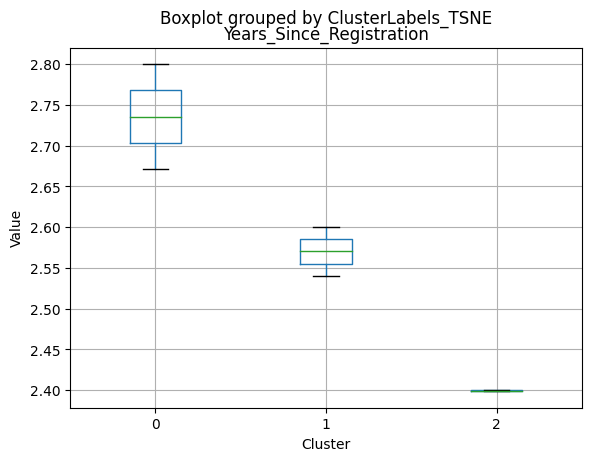 Boxplot grouped by ClusterLabels_TSNE
Years_Since_Registration
2.80
2.75
2.70
2.65
2.60
2.55
2.50
2.45
2.40
Value
0 1 2
Cluster